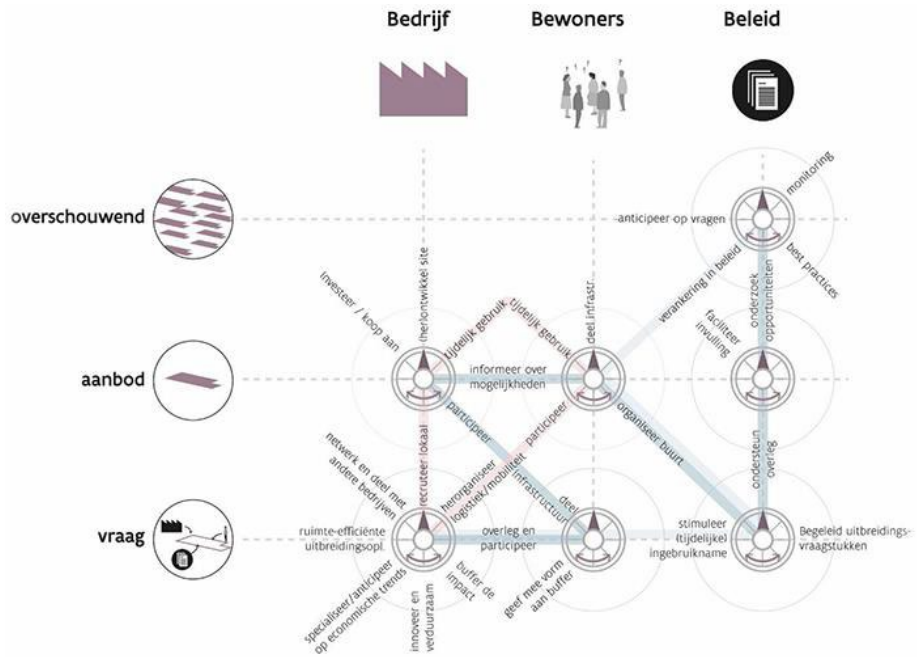 Bedrijf
Bewoners
Beleid
overschouwend
anticipeer op vragen
monitoring
best practices
verankering in beleid
onderzoek
opportuniteiten
investeer / koop aan
(her)ontwikkel site
tijdelijk gebruik
tijdelijk gebruik
deel infrastr.
faciliteer
invulling
aanbod
informeer over
mogelijkheden
participeer
participeer
organiseer buurt
recruteer lokaal
herorganiseer
logistiek/mobiliteit
deel
infrastructuur
ondersteun
overleg
netwerk en deel met
andere bedrijven
vraag
ruimte-efficiënte
uitbreidingsopl.
overleg en
participeer
stimuleer
(tijdelijke)
ingebruikname
Begeleid uitbreidings-
vraagstukken
specialiseer/anticipeer
op economische trends
innoveer en
verduurzaam
buffer de
impact
geef mee vorm
aan buffer